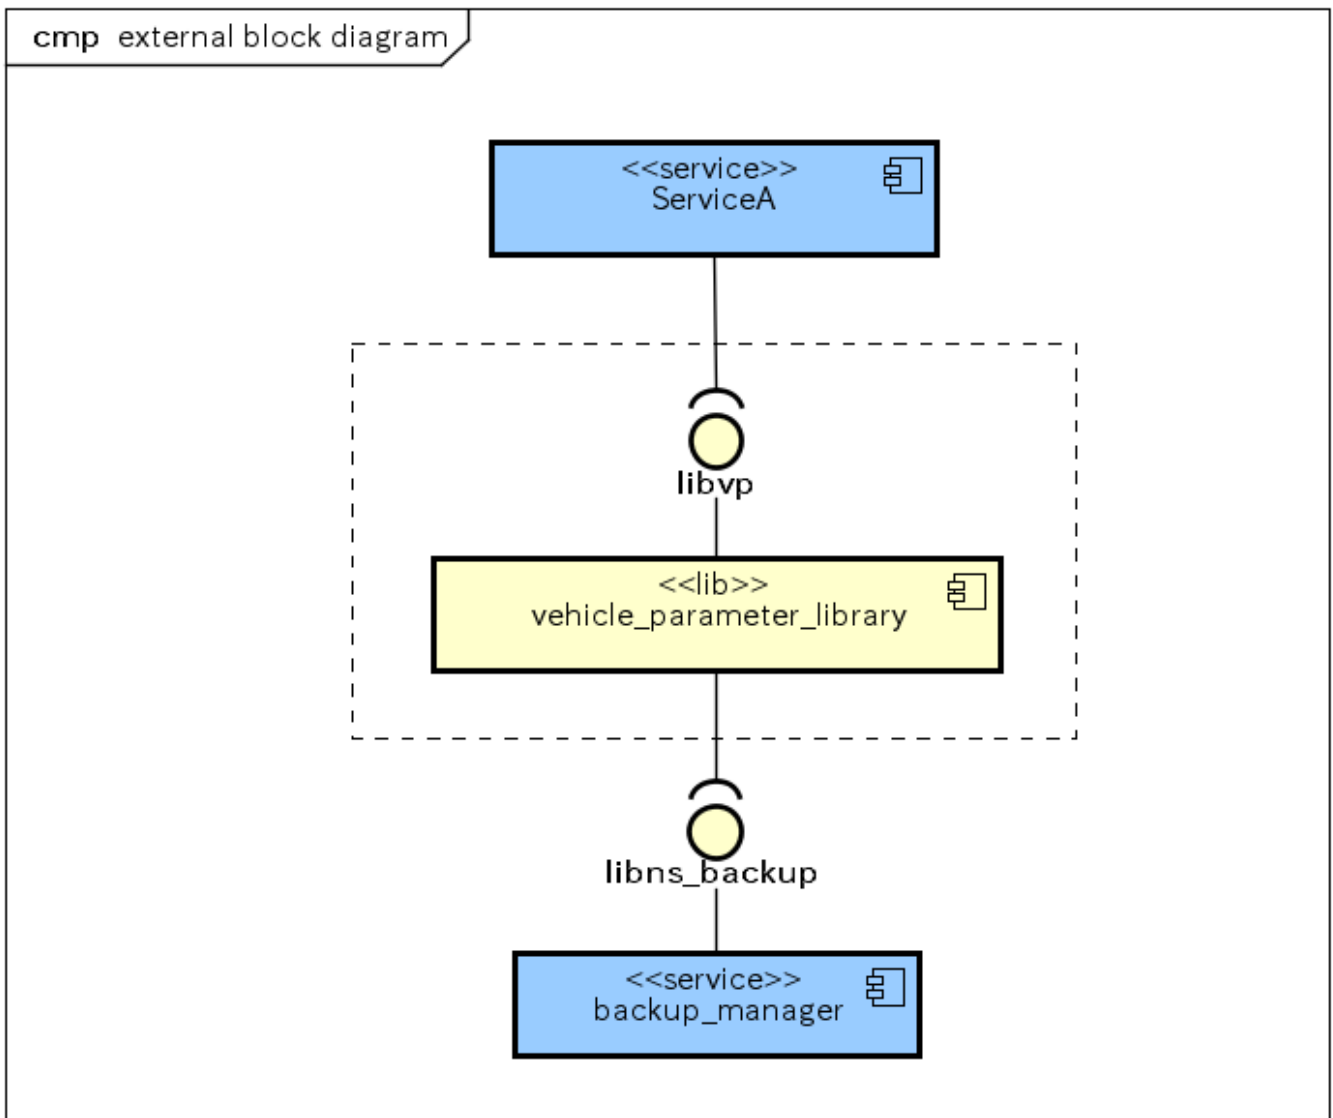 cmp external block diagram
<<service>>
ServiceA
libvp
<<lib>>
vehicle_parameter_library
libns_backup
<<service>>
backup_manager